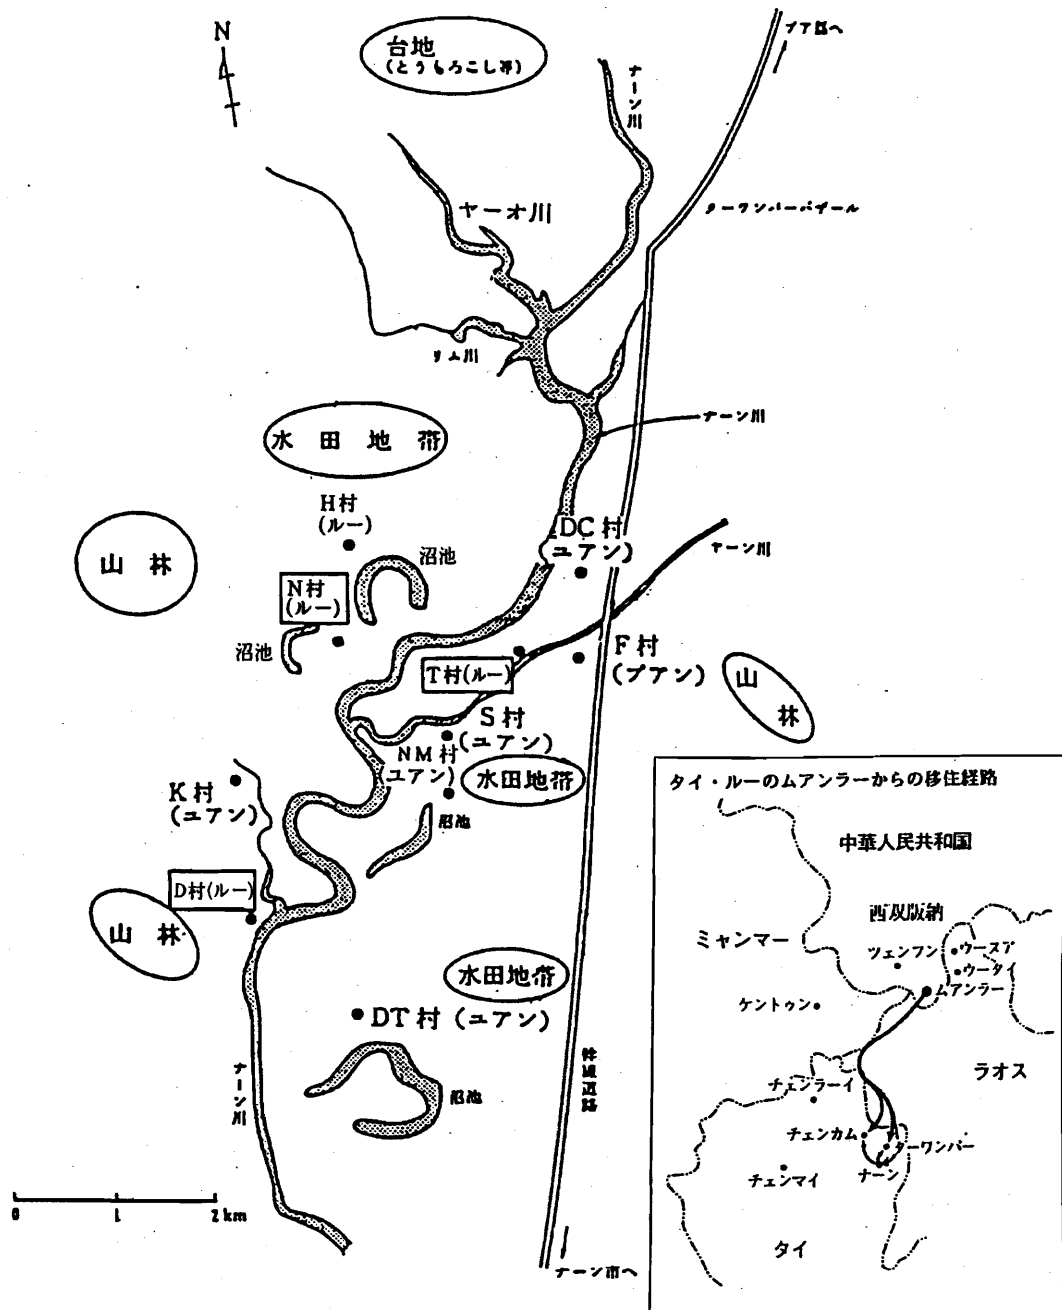 N
台地
(とうもろこし帯)
プア郡へ
ナーン川
ヤーオ川
ターワンパーバザール
リム川
ナーン川
水田地帯
H村
(ルー)
沼池
山林
N村
(ルー)
沼池
DC村
(ユアン)
ヤーン川
F村
(プアン)
T村(ルー)
山林
S村
(ユアン)
NM村
(ユアン)
水田地帯
沼池
K村
(ユアン)
D村(ルー)
山林
水田地帯
DT村(ユアン)
沼池
ナーン川
0 1 2km
ナーン市へ
タイ・ルーのムアンラーからの移住経路
中華人民共和国
西双版納
ミャンマー
ツェンフン
ウーヌア
ウータイ
ムアンラー
ケントゥン
ラオス
チェンラーイ
チェンカム
ターワンパー
ナーン
チェンマイ
タイ